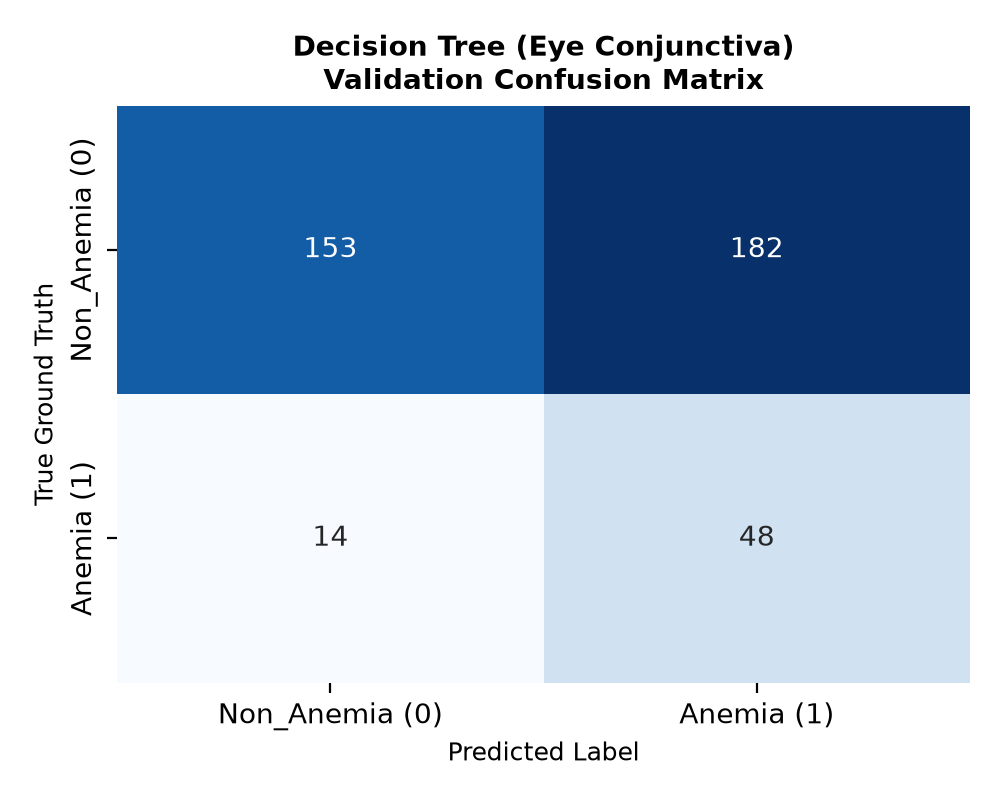 Decision Tree (Eye Conjunctiva)
Validation Confusion Matrix
True Ground Truth
Non_Anemia (0)
153
182
Anemia (1)
14
48
Non_Anemia (0)
Anemia (1)
Predicted Label